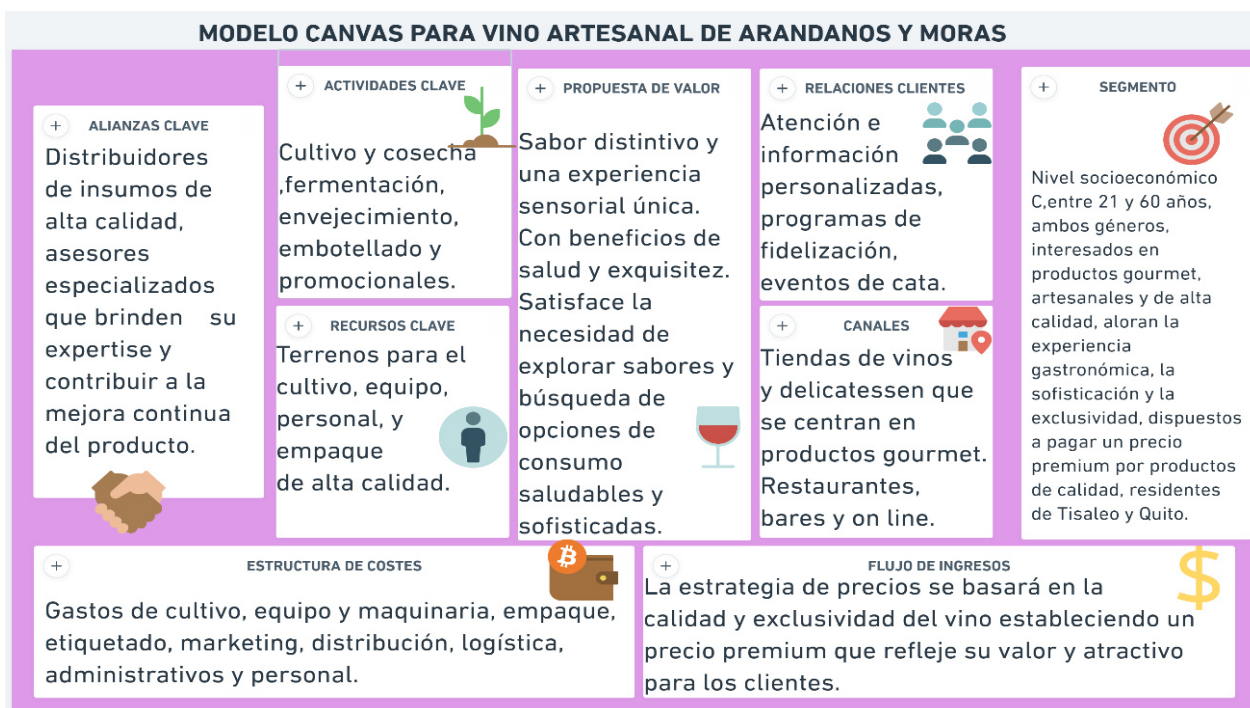 MODELO CANVAS PARA VINO ARTESANAL DE ARANDANOS Y MORAS
ALIANZAS CLAVE
Distribuidores
de insumos de
alta calidad,
asesores
especializados
que brinden su
expertise y
contribuir a la
mejora continua
del producto.
ACTIVIDADES CLAVE
Cultivo y cosecha
,fermentación,
envejecimiento,
embotellado y
promocionales.
RECURSOS CLAVE
Terrenos para el
cultivo, equipo,
personal, y
empaque
de alta calidad.
PROPUESTA DE VALOR
Sabor distintivo y
una experiencia
sensorial única.
Con beneficios de
salud y exquisitez.
Satisface la
necesidad de
explorar sabores y
búsqueda de
opciones de
consumo
saludables y
sofisticadas.
RELACIONES CLIENTES
Atención e
información
personalizadas,
programas de
fidelización,
eventos de cata.
CANALES
Tiendas de vinos
y delicatessen que
se centran en
productos gourmet.
Restaurantes,
bares y on line.
SEGMENTO
Nivel socioeconómico
C,entre 21 y 60 años,
ambos géneros,
interesados en
productos gourmet,
artesanales y de alta
calidad, aloran la
experiencia
gastronómica, la
sofisticación y la
exclusividad, dispuestos
a pagar un precio
premium por productos
de calidad, residentes
de Tisaleo y Quito.
ESTRUCTURA DE COSTES
Gastos de cultivo, equipo y maquinaria, empaque,
etiquetado, marketing, distribución, logística,
administrativos y personal.
FLUJO DE INGRESOS
La estrategia de precios se basará en la
calidad y exclusividad del vino estableciendo un
precio premium que refleje su valor y atractivo
para los clientes.